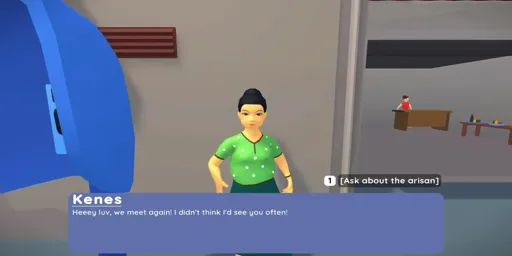 1 [Ask about the arisan]
Kenes
Heeey luv, we meet again! I didn't think I'd see you often!